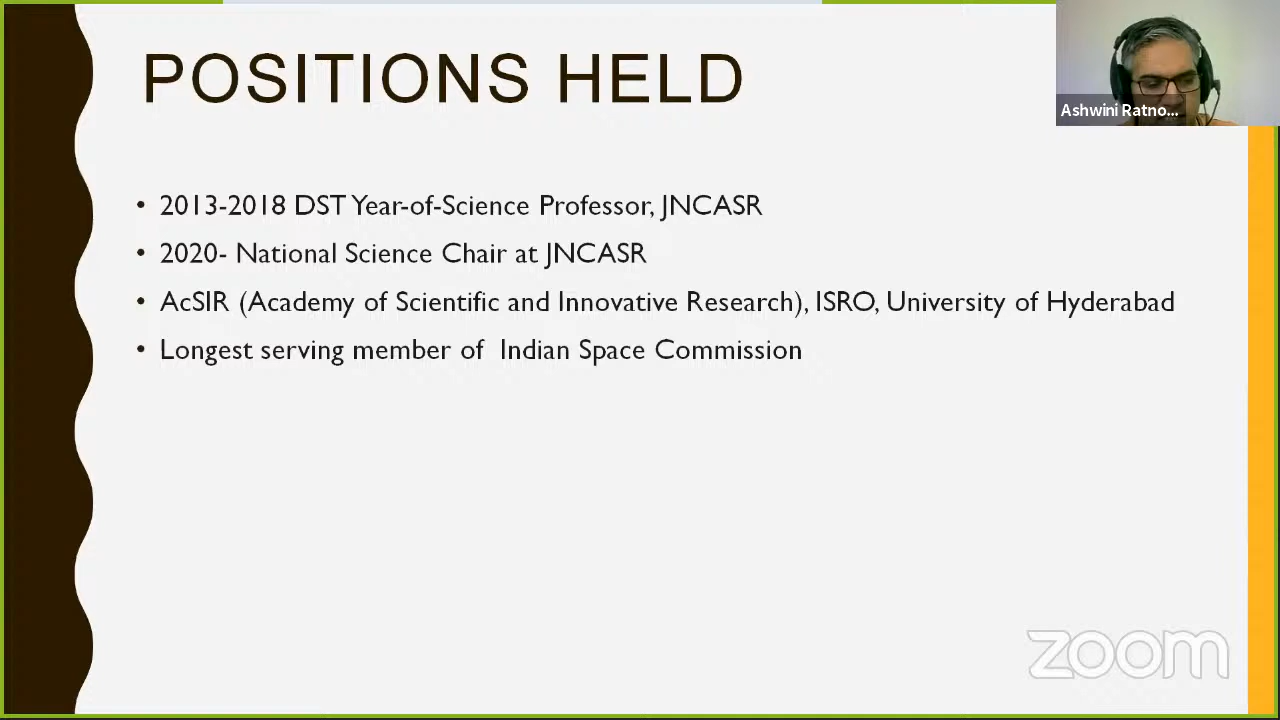 POSITIONS HELD
Ashwini Ratno...
• 2013-2018 DST Year-of-Science Professor, JNCASR
• 2020- National Science Chair at JNCASR
• AcSIR (Academy of Scientific and Innovative Research), ISRO, University of Hyderabad
• Longest serving member of  Indian Space Commission
zoom